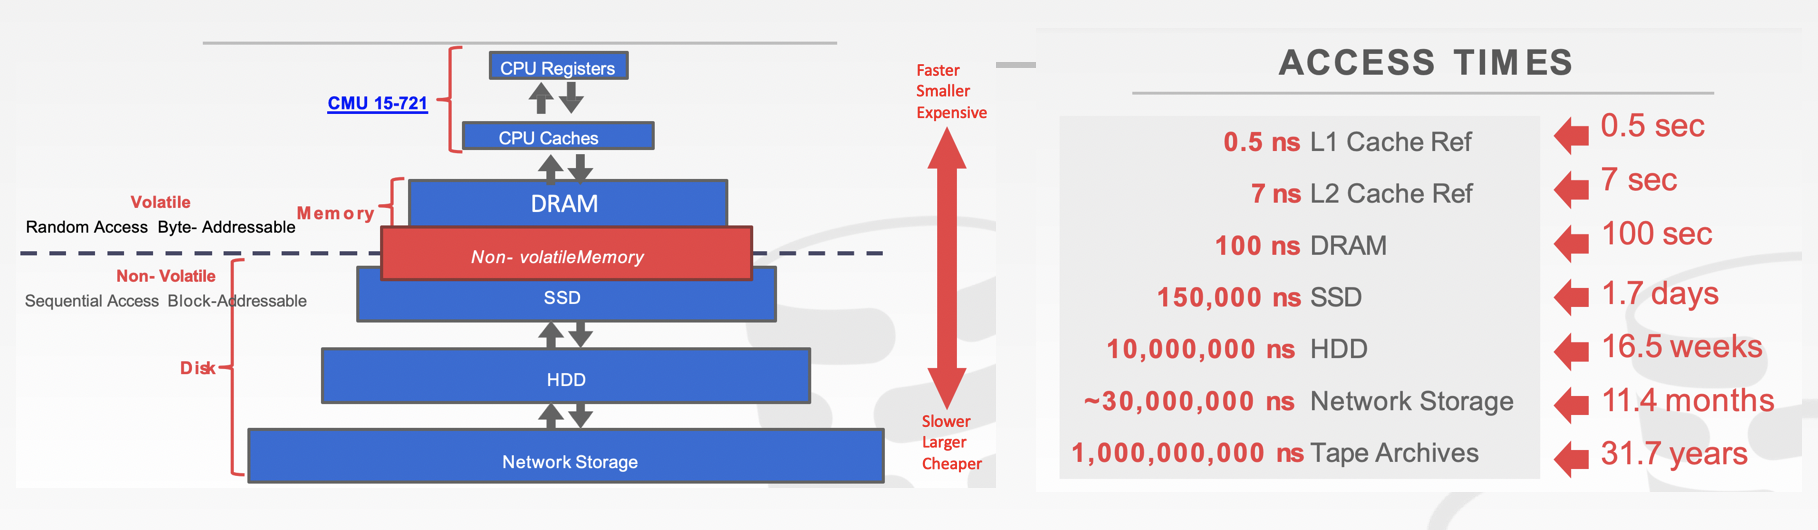 CPU Registers
CMU 15-721
CPU Caches
Volatile
Random Access Byte- Addressable
Memory
DRAM
Non- volatileMemory
Non- Volatile
Sequential Access Block-Addressable
SSD
Disk
HDD
Network Storage
Faster
Smaller
Expensive
Slower
Larger
Cheaper
ACCESS TIMES
0.5 ns L1 Cache Ref 0.5 sec
7 ns L2 Cache Ref 7 sec
100 ns DRAM 100 sec
150,000 ns SSD 1.7 days
10,000,000 ns HDD 16.5 weeks
~30,000,000 ns Network Storage 11.4 months
1,000,000,000 ns Tape Archives 31.7 years